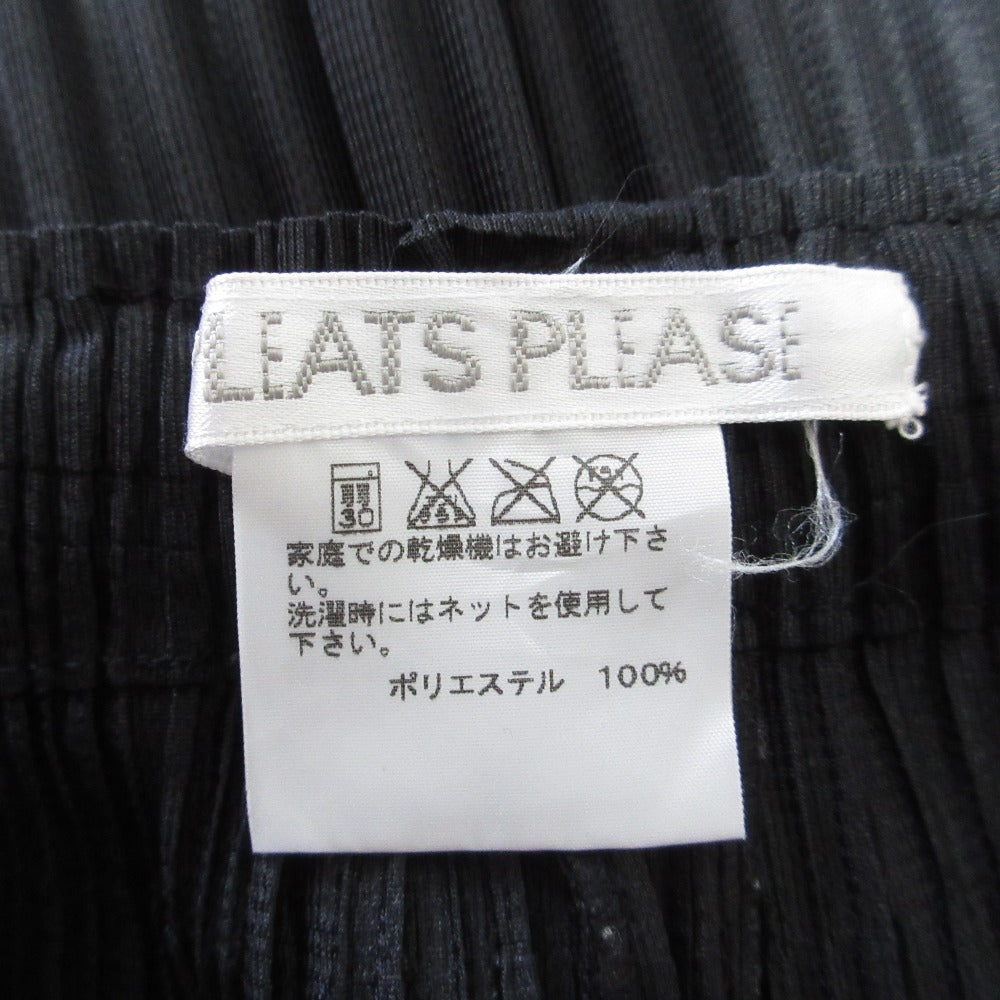 LEATS PLEASE
弱
30
家庭での乾燥機はお避け下さ
い。
洗濯時にはネットを使用して
下さい。
ポリエステル 100%